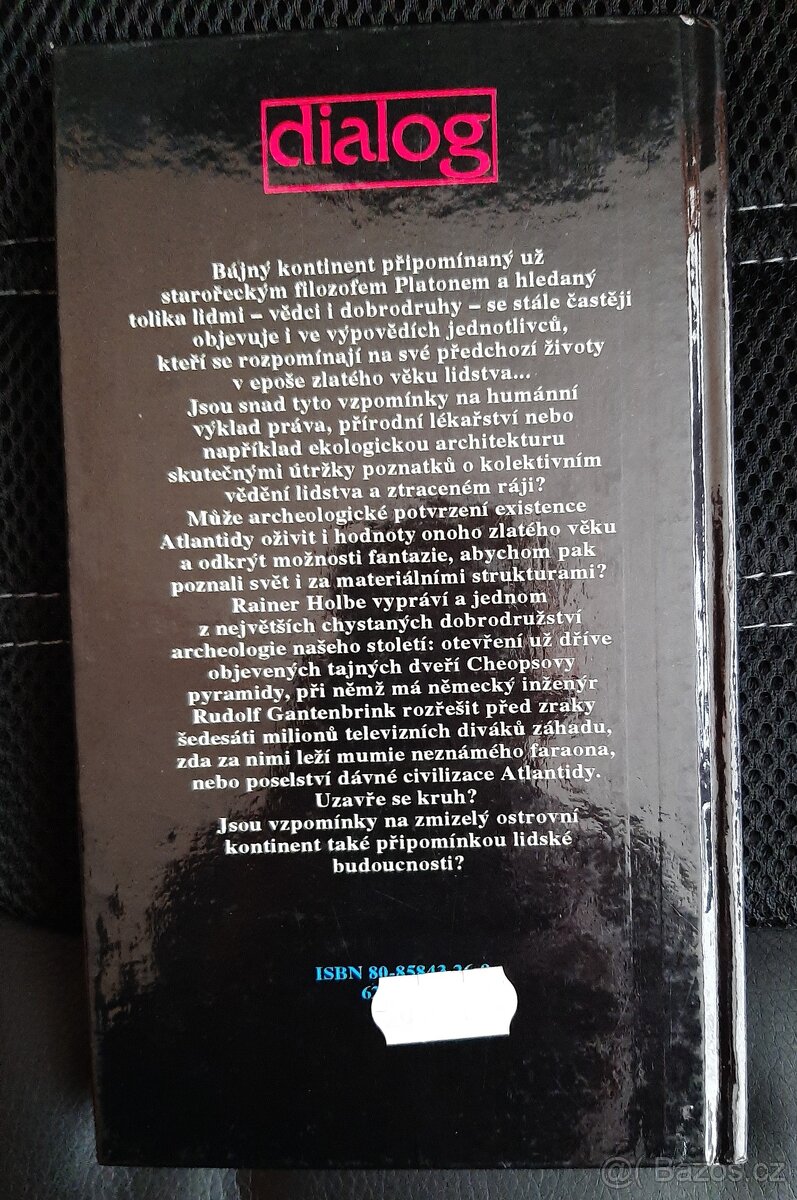 dialog
Bájný kontinent připomínaný už
starořeckým filozofem Platonem a hledaný
tolika lidmi – vědci i dobrodruhy – se stále častěji
objevuje i ve výpovědích jednotlivců,
kteří se rozpomínají na své předchozí životy
v epoše zlatého věku lidstva...
Jsou snad tyto vzpomínky na humánní
výklad práva, přírodní lékařství nebo
například ekologickou architekturu
skutečnými útržky poznatků o kolektivním
vědění lidstva a ztraceném ráji?
Může archeologické potvrzení existence
Atlantidy oživit i hodnoty onoho zlatého věku
a odkrýt možnosti fantazie, abychom pak
poznali svět i za materiálními strukturami?
Rainer Holbe vypráví a jednom
z největších chystaných dobrodružství
archeologie našeho století: otevření už dříve
objevených tajných dveří Cheopsovy
pyramidy, při němž má německý inženýr
Rudolf Gantenbrink rozřešit před zraky
šedesáti milionů televizních diváků záhadu,
zda za nimi leží mumie neznámého faraona,
nebo poselství dávné civilizace Atlantidy.
Uzavře se kruh?
Jsou vzpomínky na zmizelý ostrovní
kontinent také připomínkou lidské
budoucnosti?
ISBN 80-85843-26-
@ Bazos.cz